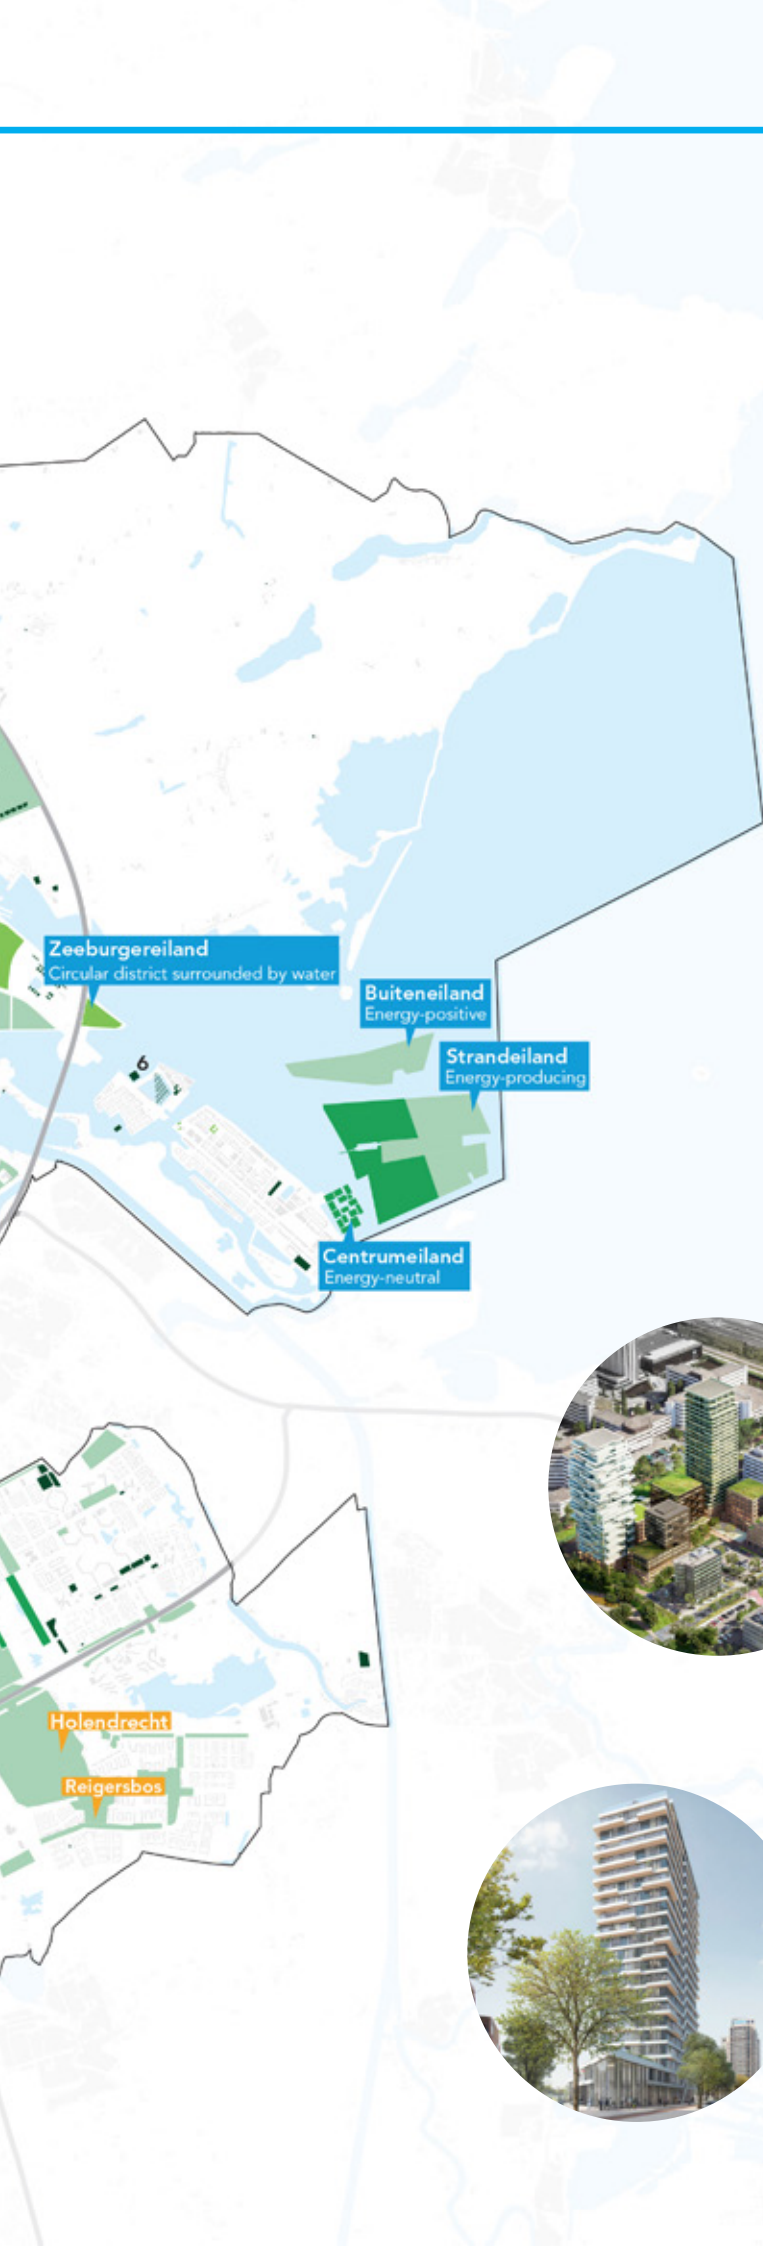 Zeeburgereiland
Circular district surrounded by water
Buiteneiland
Energy-positive
Strandeiland
Energy-producing
6
Centrumeiland
Energy-neutral
Holendrecht
Reigersbos